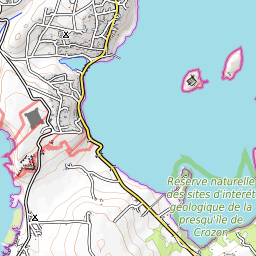 Réserve naturelle
des sites d'intérêt
géologique de la
presqu'île de
Crozon